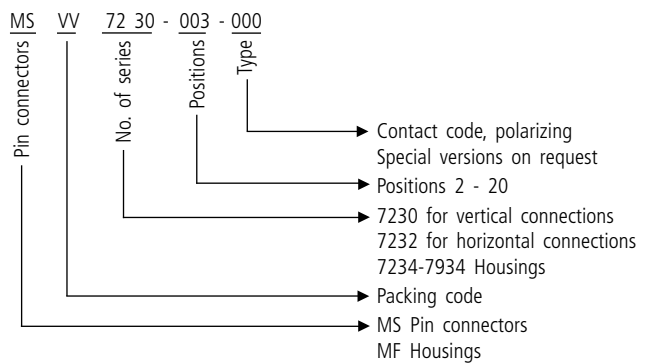 MS VV 72 30 - 003 - 000
Pin connectors
No. of series
Positions
Type
Contact code, polarizing
Special versions on request
Positions 2 - 20
7230 for vertical connections
7232 for horizontal connections
7234-7934 Housings
Packing code
MS Pin connectors
MF Housings